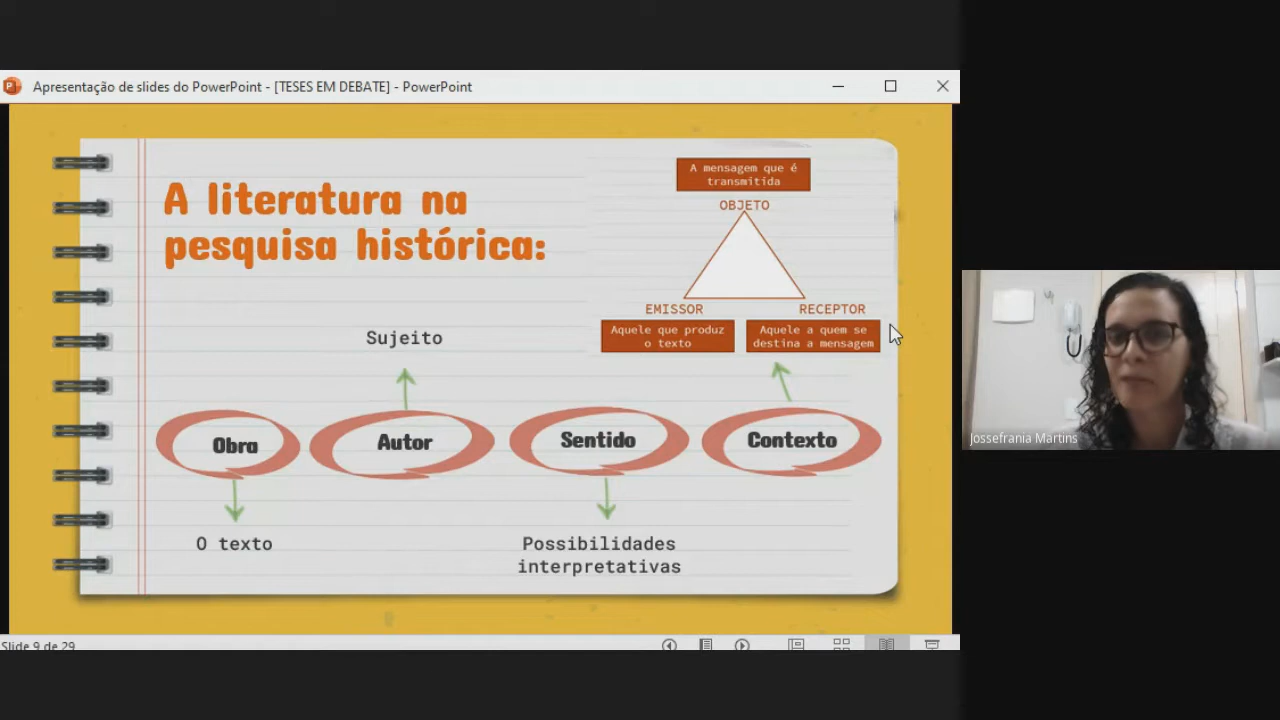 Apresentação de slides do PowerPoint - [TESES EM DEBATE] - PowerPoint
A literatura na
pesquisa histórica:
A mensagem que é
transmitida
OBJETO
EMISSOR
RECEPTOR
Aquele que produz
o texto
Aquele a quem se
destina a mensagem
Sujeito
Obra
Autor
Sentido
Contexto
O texto
Possibilidades
interpretativas
Jossefrania Martins
Slide 9 de 29